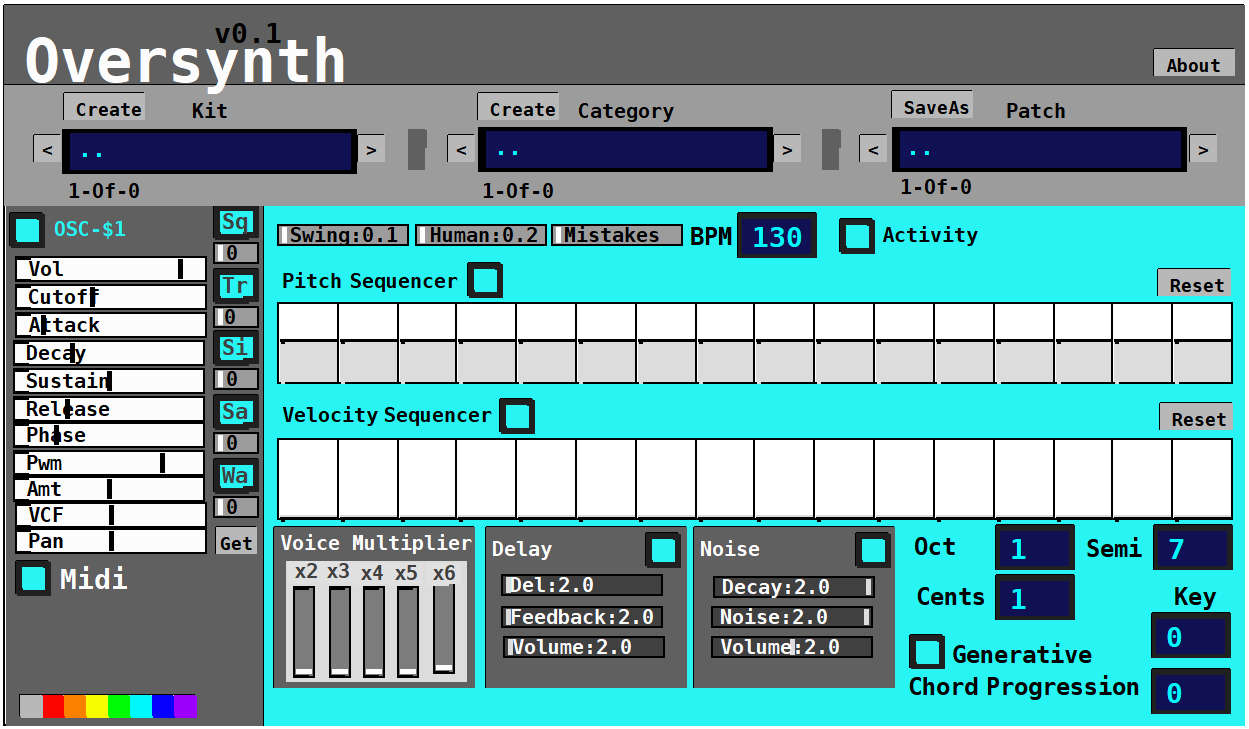 v0.1
Oversynth
About
Create Kit Create Category SaveAs Patch
< .. > < .. > < .. >
1-Of-0 1-Of-0 1-Of-0
OSC-$1 Sq
Swing:0.1 Human:0.2 Mistakes BPM 130 Activity
0
Vol
Pitch Sequencer Reset
Tr
Cutoff
0
Attack
Si
Decay
0
Sustain
Sa
Release
Velocity Sequencer Reset
Phase
0
Pwm
Wa
Amt
0
VCF
Pan
Get
Midi
Voice Multiplier
x2 x3 x4 x5 x6
Delay
Del:2.0
Feedback:2.0
Volume:2.0
Noise
Decay:2.0
Noise:2.0
Volume:2.0
Oct 1 Semi 7
Cents 1 Key
0
Generative
Chord Progression 0